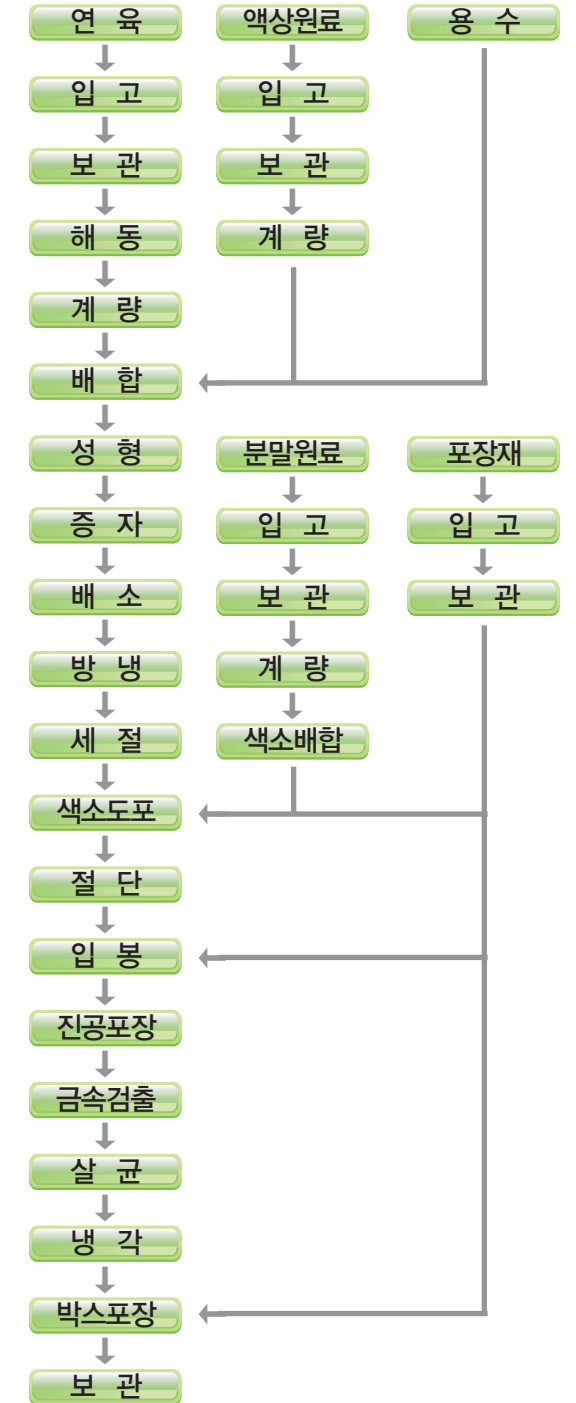 연 육 액상원료 용 수
입 고 입 고
보 관 보 관
해 동 계 량
계 량
배 합
성 형 분말원료 포장재
증 자 입 고 입 고
배 소 보 관 보 관
방 냉 계 량
세 절 색소배합
색소도포
절 단
입 봉
진공포장
금속검출
살 균
냉 각
박스포장
보 관